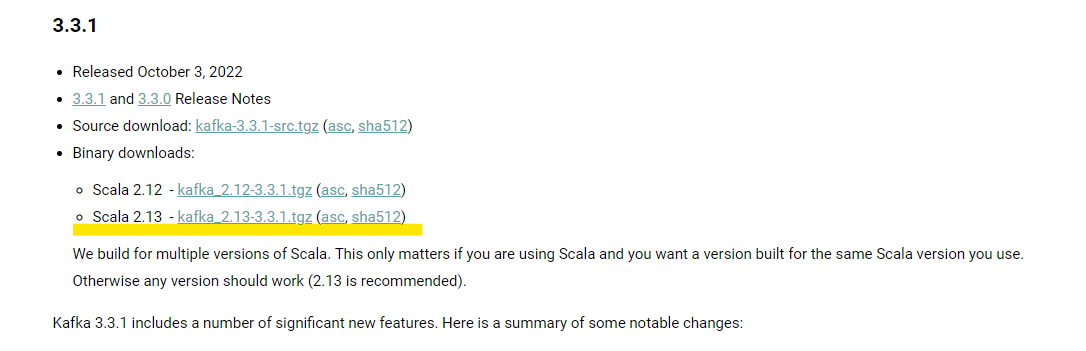 3.3.1
• Released October 3, 2022
• 3.3.1 and 3.3.0 Release Notes
• Source download: kafka-3.3.1-src.tgz (asc, sha512)
• Binary downloads:
◦ Scala 2.12 - kafka_2.12-3.3.1.tgz (asc, sha512)
◦ Scala 2.13 - kafka_2.13-3.3.1.tgz (asc, sha512)
We build for multiple versions of Scala. This only matters if you are using Scala and you want a version built for the same Scala version you use.
Otherwise any version should work (2.13 is recommended).
Kafka 3.3.1 includes a number of significant new features. Here is a summary of some notable changes: